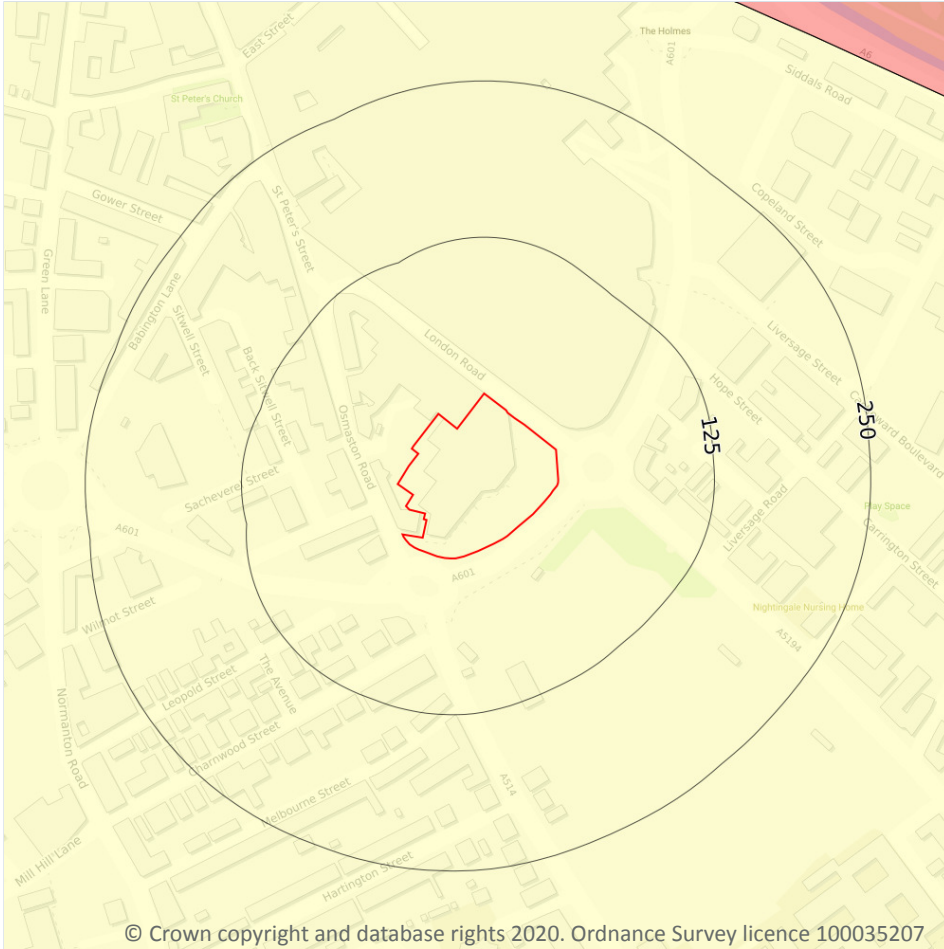 The Holmes
A601
A6
East Street
Siddals Road
St Peter's Church
Gower Street
St Peter's Street
Copeland Street
Green Lane
Babington Lane
Sitwell Street
London Road
Liversage Street
Back Sitwell Street
Hope Street
Osmaston Road
125
250
Sacheverel Street
Liversage Road
Play Space
A601
Carrington Street
A601
Wilmot Street
Nightingale Nursing Home
A5194
The Avenue
Leopold Street
Normanton Road
Charnwood Street
A514
Melbourne Street
Mill Hill Lane
Hartington Street
© Crown copyright and database rights 2020. Ordnance Survey licence 100035207